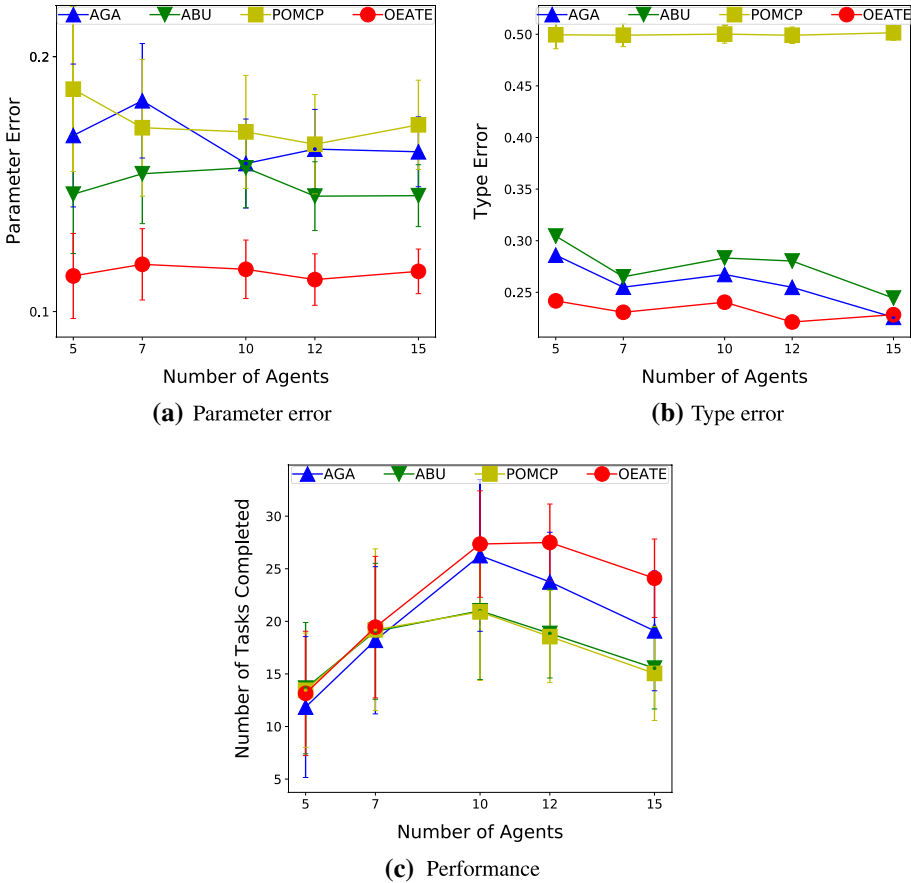 AGA ABU POMCP OEATE
0.2
0.1
Parameter Error
5 7 10 12 15
Number of Agents
(a) Parameter error
AGA ABU POMCP OEATE
0.50
0.45
0.40
0.35
0.30
0.25
Type Error
5 7 10 12 15
Number of Agents
(b) Type error
AGA ABU POMCP OEATE
30
25
20
15
10
5
Number of Tasks Completed
5 7 10 12 15
Number of Agents
(c) Performance